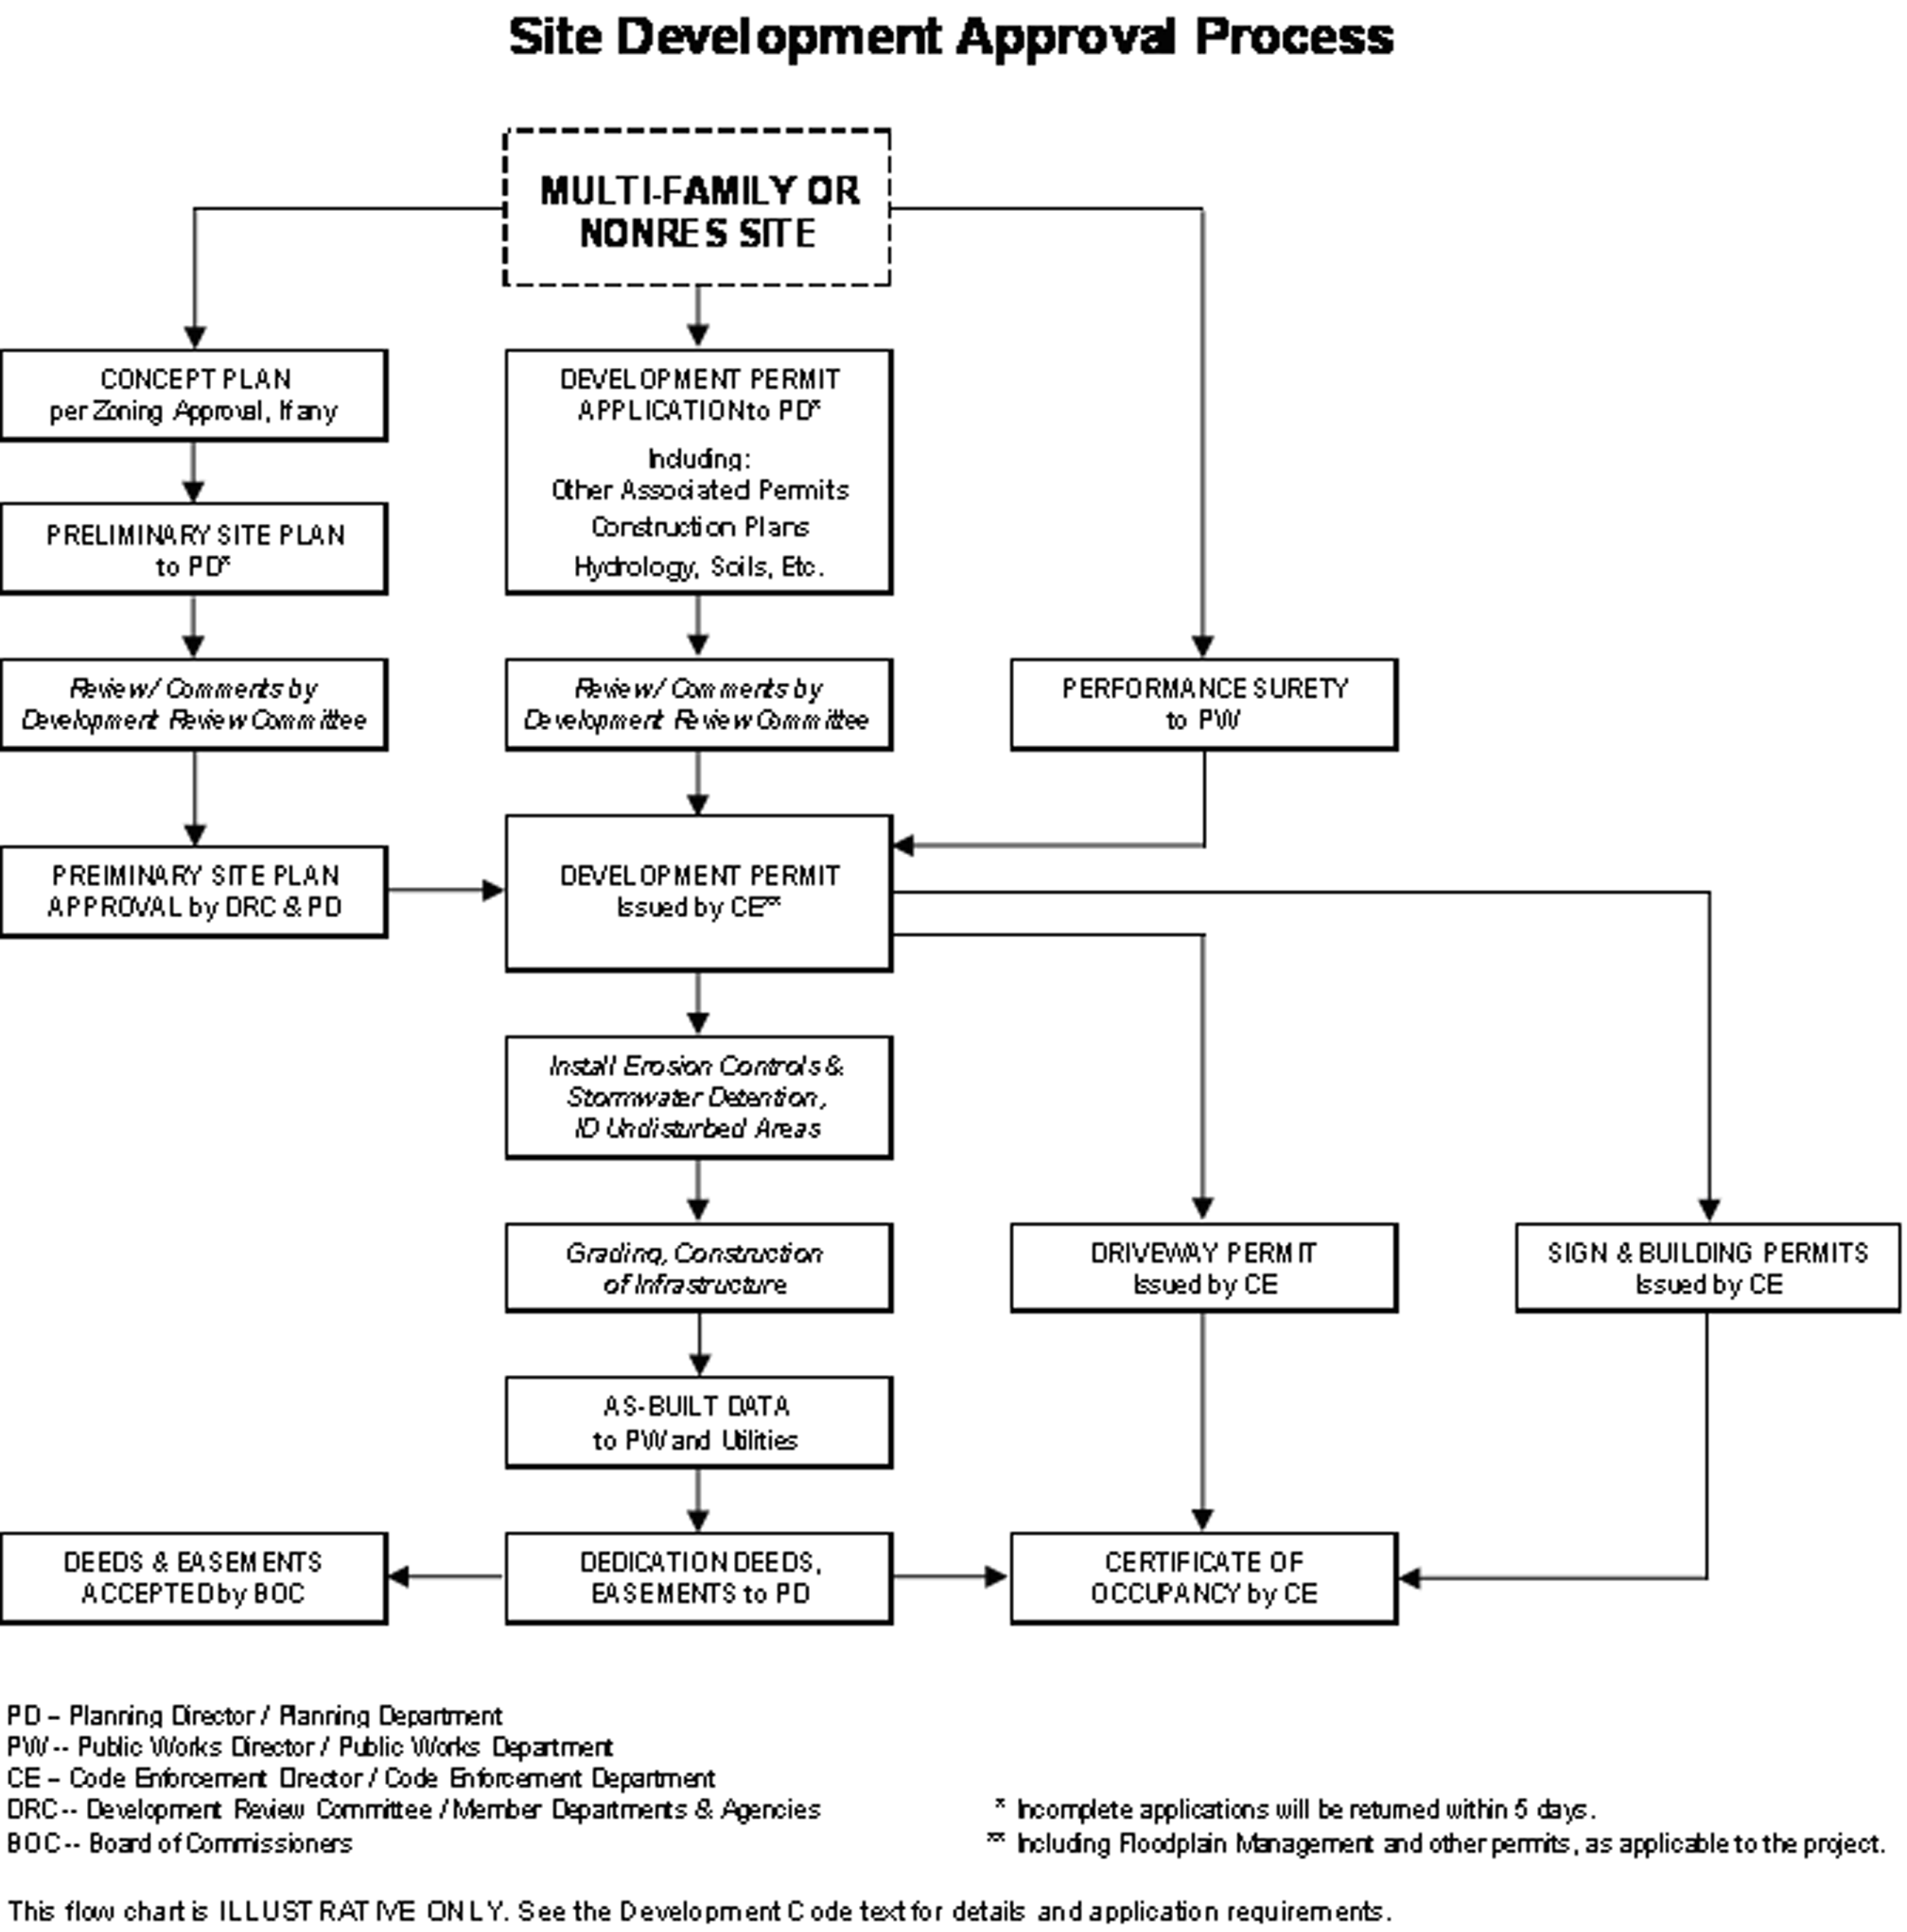 Site Development Approval Process
MULTI-FAMILY OR
NONRES SITE
CONCEPT PLAN
per Zoning Approval, If any
DEVELOPMENT PERMIT
APPLICATION to PD*
Including:
Other Associated Permits
Construction Plans
Hydrology, Soils, Etc.
PRELIMINARY SITE PLAN
to PD*
Review / Comments by
Development Review Committee
Review / Comments by
Development Review Committee
PERFORMANCE SURETY
to PW
PREIMINARY SITE PLAN
APPROVAL by DRC & PD
DEVELOPMENT PERMIT
Issued by CE**
Install Erosion Controls &
Stormwater Detention,
ID Undisturbed Areas
Grading, Construction
of Infrastructure
DRIVEWAY PERMIT
Issued by CE
SIGN & BUILDING PERMITS
Issued by CE
AS-BUILT DATA
to PW and Utilities
DEEDS & EASEMENTS
ACCEPTED by BOC
DEDICATION DEEDS,
EASEMENTS to PD
CERTIFICATE OF
OCCUPANCY by CE
PD – Planning Director / Planning Department
PW -- Public Works Director / Public Works Department
CE – Code Enforcement Director / Code Enforcement Department
DRC -- Development Review Committee / Member Departments & Agencies
BOC -- Board of Commissioners
* Incomplete applications will be returned within 5 days.
** Including Floodplain Management and other permits, as applicable to the project.
This flow chart is ILLUSTRATIVE ONLY. See the Development Code text for details and application requirements.